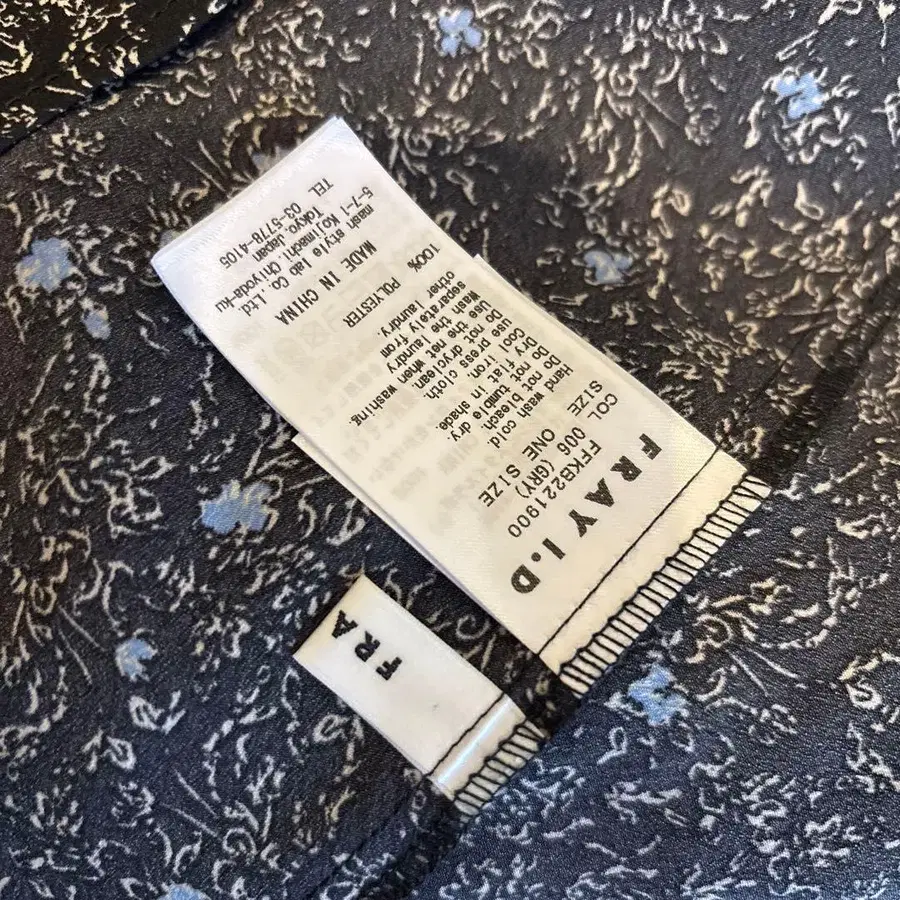 FRAY I.D
FFKB221900
COL 006 (GRY)
SIZE ONE SIZE
Hand wash cold.
Do not bleach.
Do not tumble dry.
Dry flat in shade.
Cool iron.
use press cloth.
Do not dryclean.
Use the laundry
net when washing
Wash separately from
other laundry.
100% POLYESTER
MADE IN CHINA
mash style lab Co., Ltd.
5-7-1 Kojimachi, Chiyoda-ku
Tokyo, Japan
TEL 03-5778-4105
FRA